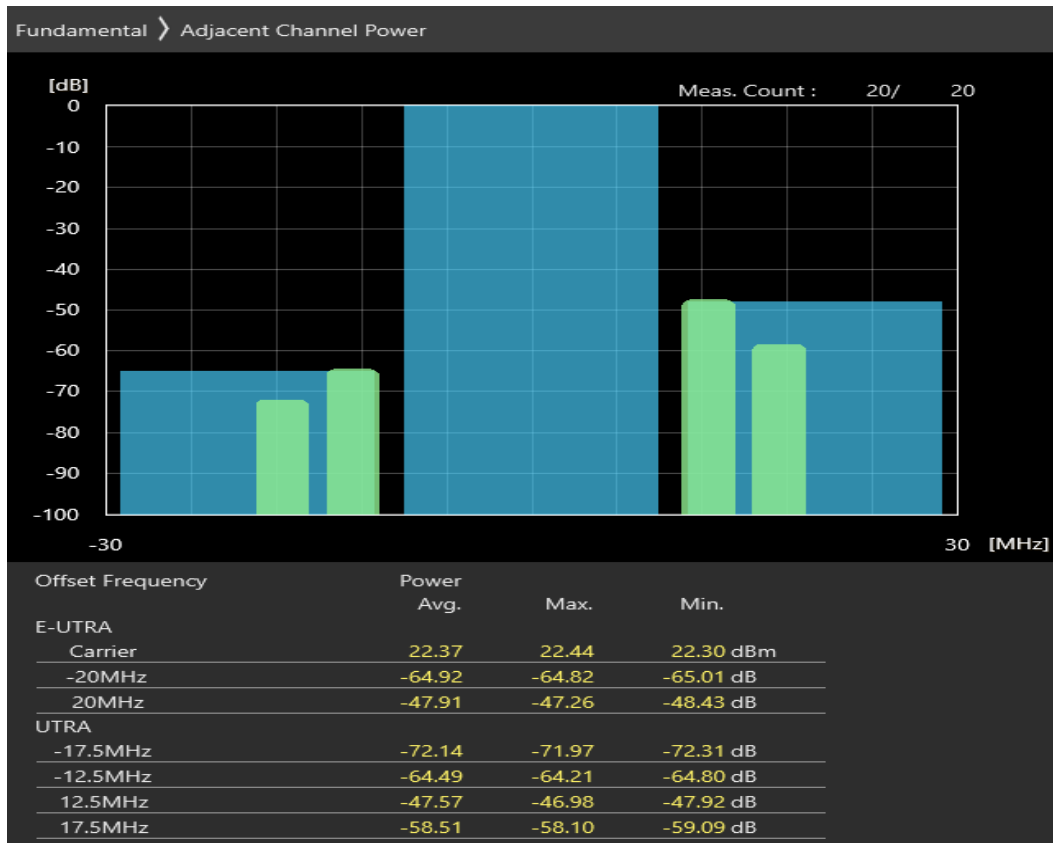 Fundamental ❯ Adjacent Channel Power
[dB]
Meas. Count : 20/ 20
0
-10
-20
-30
-40
-50
-60
-70
-80
-90
-100
-30 30 [MHz]
Offset Frequency Power
Avg. Max. Min.
E-UTRA
Carrier 22.37 22.44 22.30 dBm
-20MHz -64.92 -64.82 -65.01 dB
20MHz -47.91 -47.26 -48.43 dB
UTRA
-17.5MHz -72.14 -71.97 -72.31 dB
-12.5MHz -64.49 -64.21 -64.80 dB
12.5MHz -47.57 -46.98 -47.92 dB
17.5MHz -58.51 -58.10 -59.09 dB